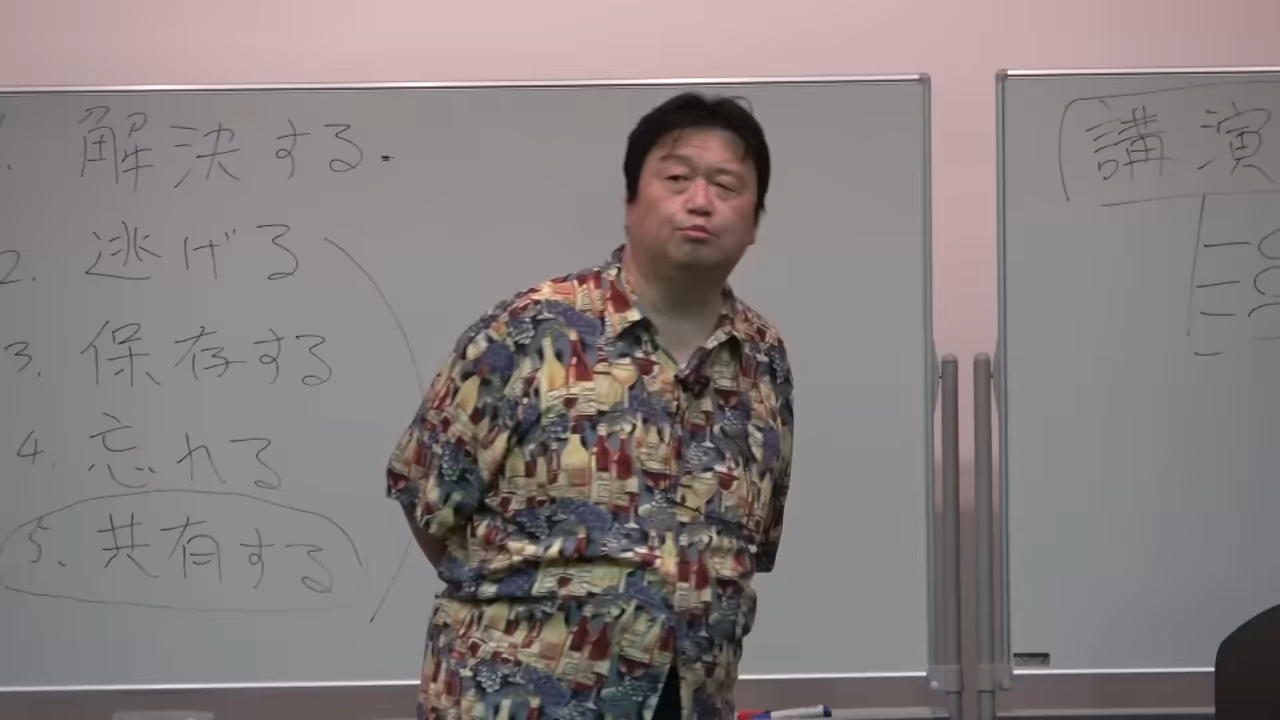 1. 解決する
2. 逃げる
3. 保存する
4. 忘れる
5. 共有する
講演